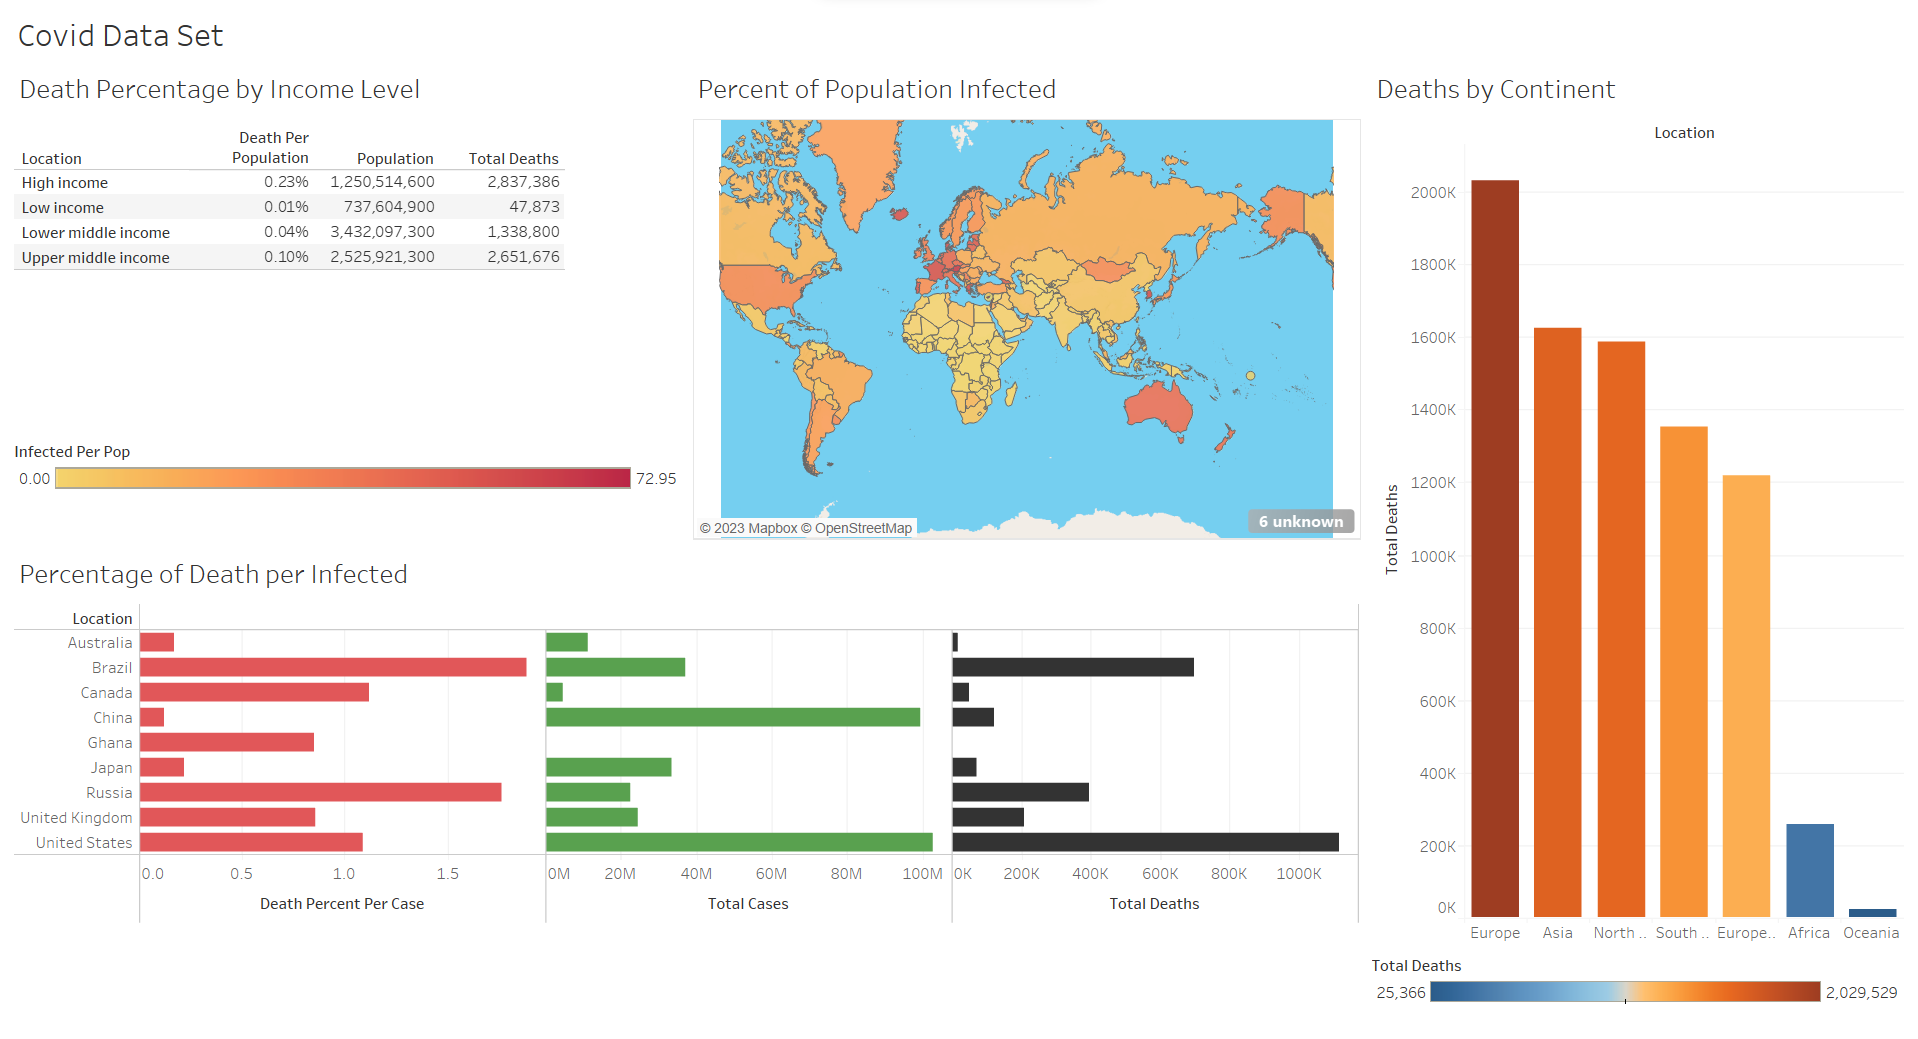 Covid Data Set
Death Percentage by Income Level
Death Per
Population
Location Population Total Deaths
High income 0.23% 1,250,514,600 2,837,386
Low income 0.01% 737,604,900 47,873
Lower middle income 0.04% 3,432,097,300 1,338,800
Upper middle income 0.10% 2,525,921,300 2,651,676
Infected Per Pop
0.00 72.95
Percent of Population Infected
© 2023 Mapbox © OpenStreetMap
6 unknown
Percentage of Death per Infected
Location
Australia
Brazil
Canada
China
Ghana
Japan
Russia
United Kingdom
United States
0.0 0.5 1.0 1.5
Death Percent Per Case
0M 20M 40M 60M 80M 100M
Total Cases
0K 200K 400K 600K 800K 1000K
Total Deaths
Deaths by Continent
Location
Total Deaths
2000K
1800K
1600K
1400K
1200K
1000K
800K
600K
400K
200K
0K
Europe Asia North .. South .. Europe.. Africa Oceania
Total Deaths
25,366 2,029,529